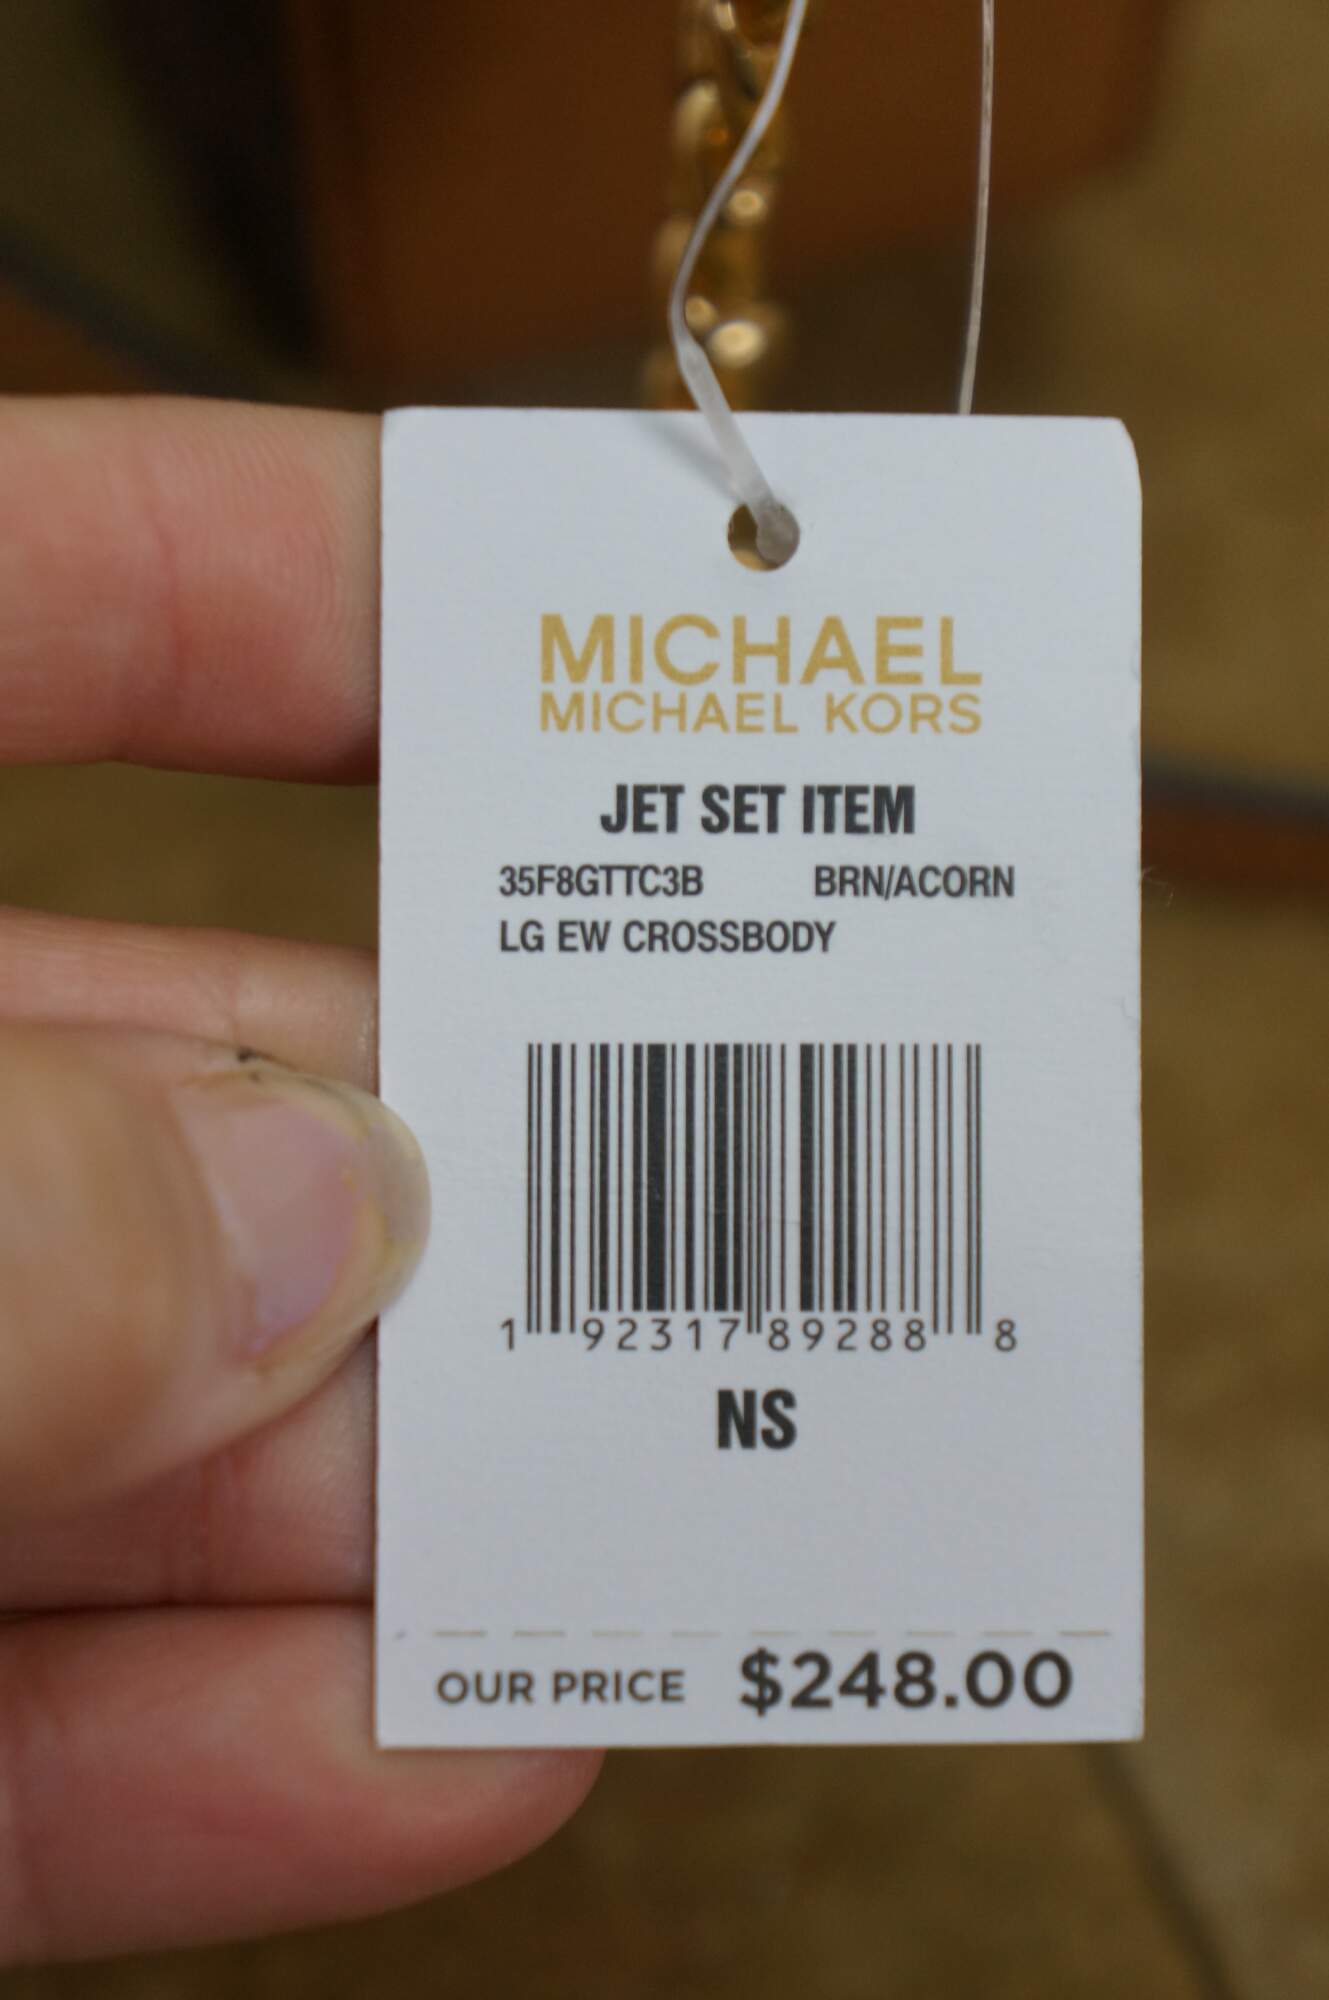 MICHAEL
MICHAEL KORS
JET SET ITEM
35F8GTTC3B BRN/ACORN
LG EW CROSSBODY
1 92317 89288 8
NS
OUR PRICE $248.00